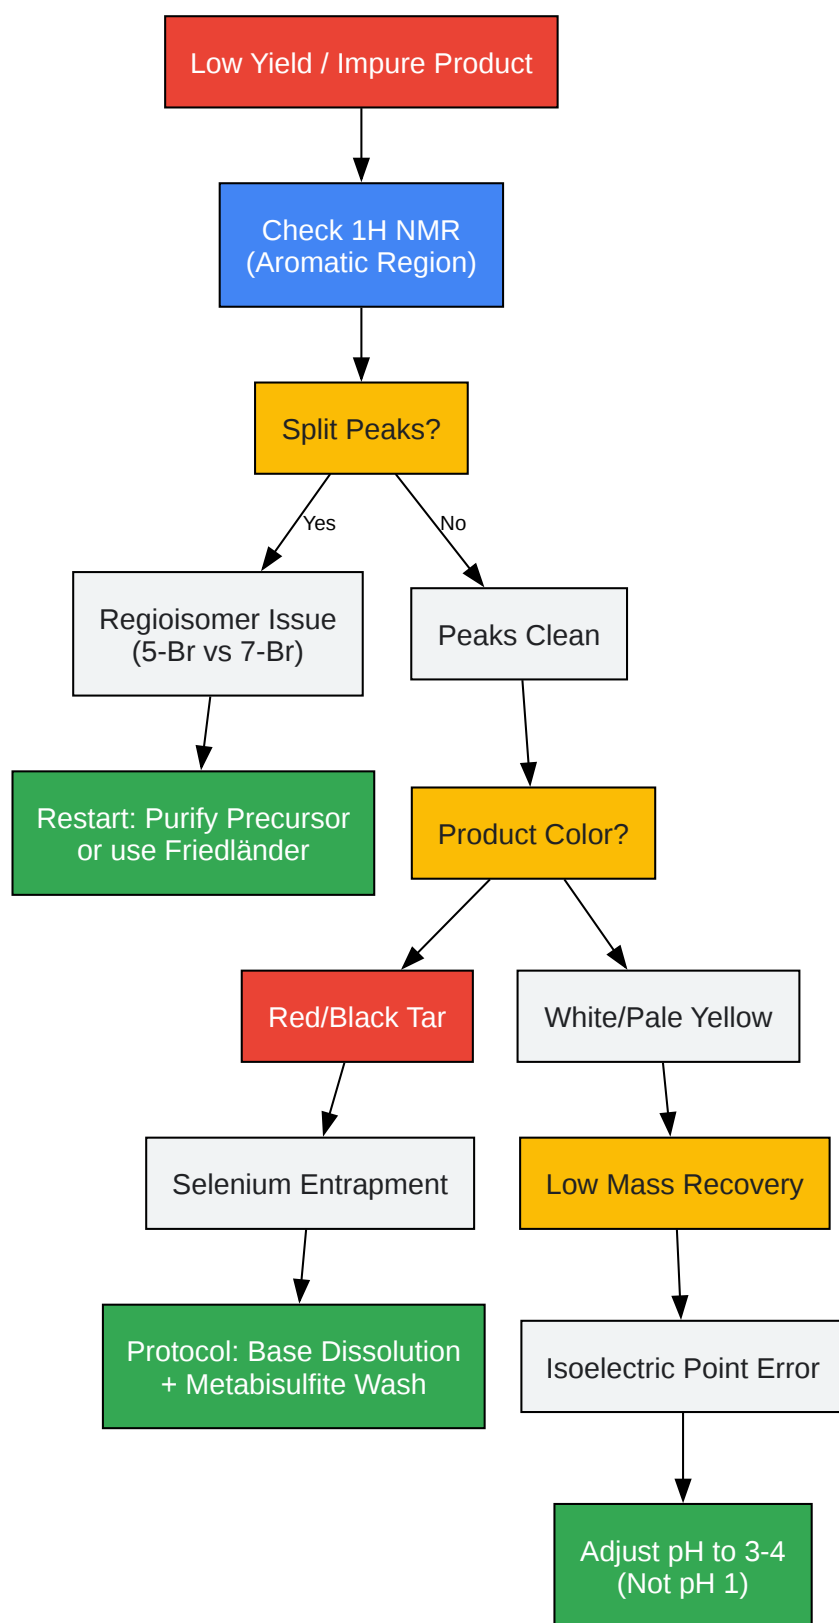 Low Yield / Impure Product
Check 1H NMR
(Aromatic Region)
Split Peaks?
Yes
No
Regioisomer Issue
(5-Br vs 7-Br)
Peaks Clean
Restart: Purify Precursor
or use Friedländer
Product Color?
Red/Black Tar
White/Pale Yellow
Selenium Entrapment
Low Mass Recovery
Protocol: Base Dissolution
+ Metabisulfite Wash
Isoelectric Point Error
Adjust pH to 3-4
(Not pH 1)